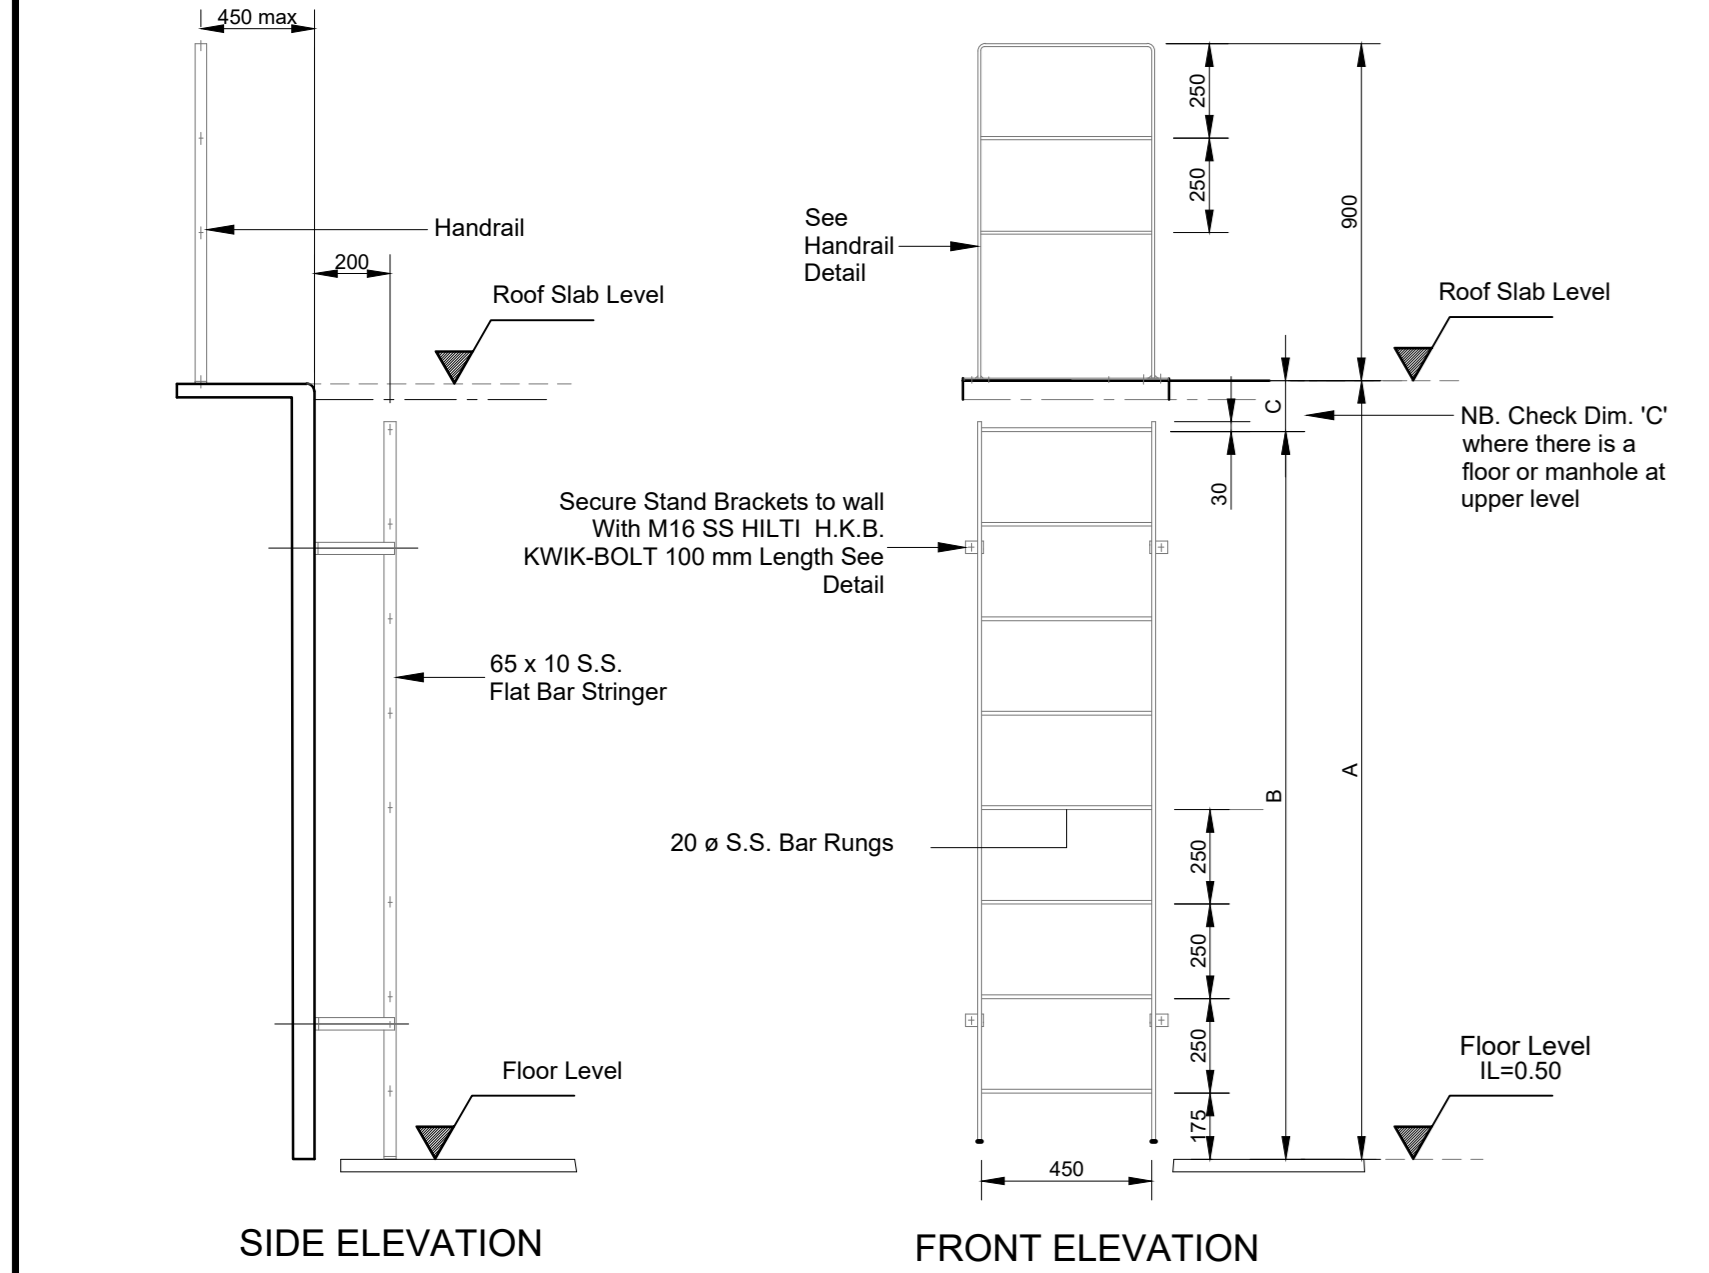 450 max
Handrail
200
Roof Slab Level
65 x 10 S.S.
Flat Bar Stringer
Floor Level
SIDE ELEVATION
250
250
900
See
Handrail
Detail
Roof Slab Level
C
NB. Check Dim. 'C'
where there is a
floor or manhole at
upper level
30
Secure Stand Brackets to wall
With M16 SS HILTI H.K.B.
KWIK-BOLT 100 mm Length See
Detail
A
B
20 ø S.S. Bar Rungs
250
250
250
175
Floor Level
IL=0.50
450
FRONT ELEVATION